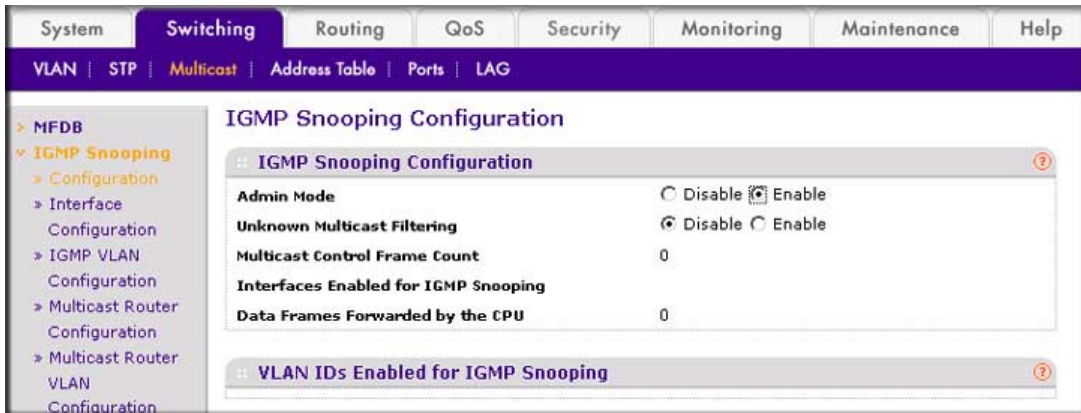 System Switching Routing QoS Security Monitoring Maintenance Help
VLAN | STP | Multicast | Address Table | Ports | LAG
MFDB
IGMP Snooping
» Configuration
» Interface
Configuration
» IGMP VLAN
Configuration
» Multicast Router
Configuration
» Multicast Router
VLAN
Configuration
IGMP Snooping Configuration
IGMP Snooping Configuration ?
Admin Mode Disable Enable
Unknown Multicast Filtering Disable Enable
Multicast Control Frame Count 0
Interfaces Enabled for IGMP Snooping
Data Frames Forwarded by the CPU 0
VLAN IDs Enabled for IGMP Snooping ?